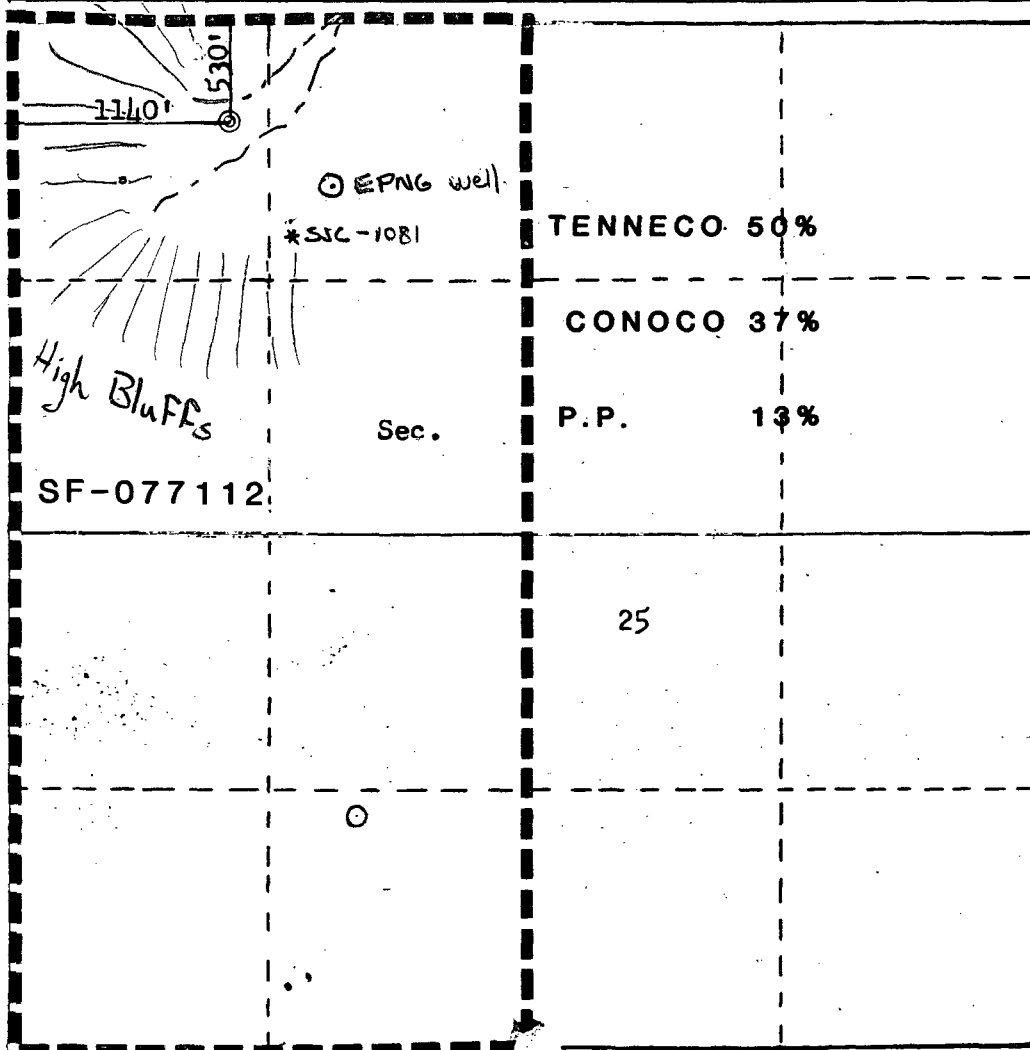 530'
1140'
EPNG well
*SJC-1081
TENNECO 50%
CONOCO 37%
High Bluffs
P.P. 13%
Sec.
SF-077112
25